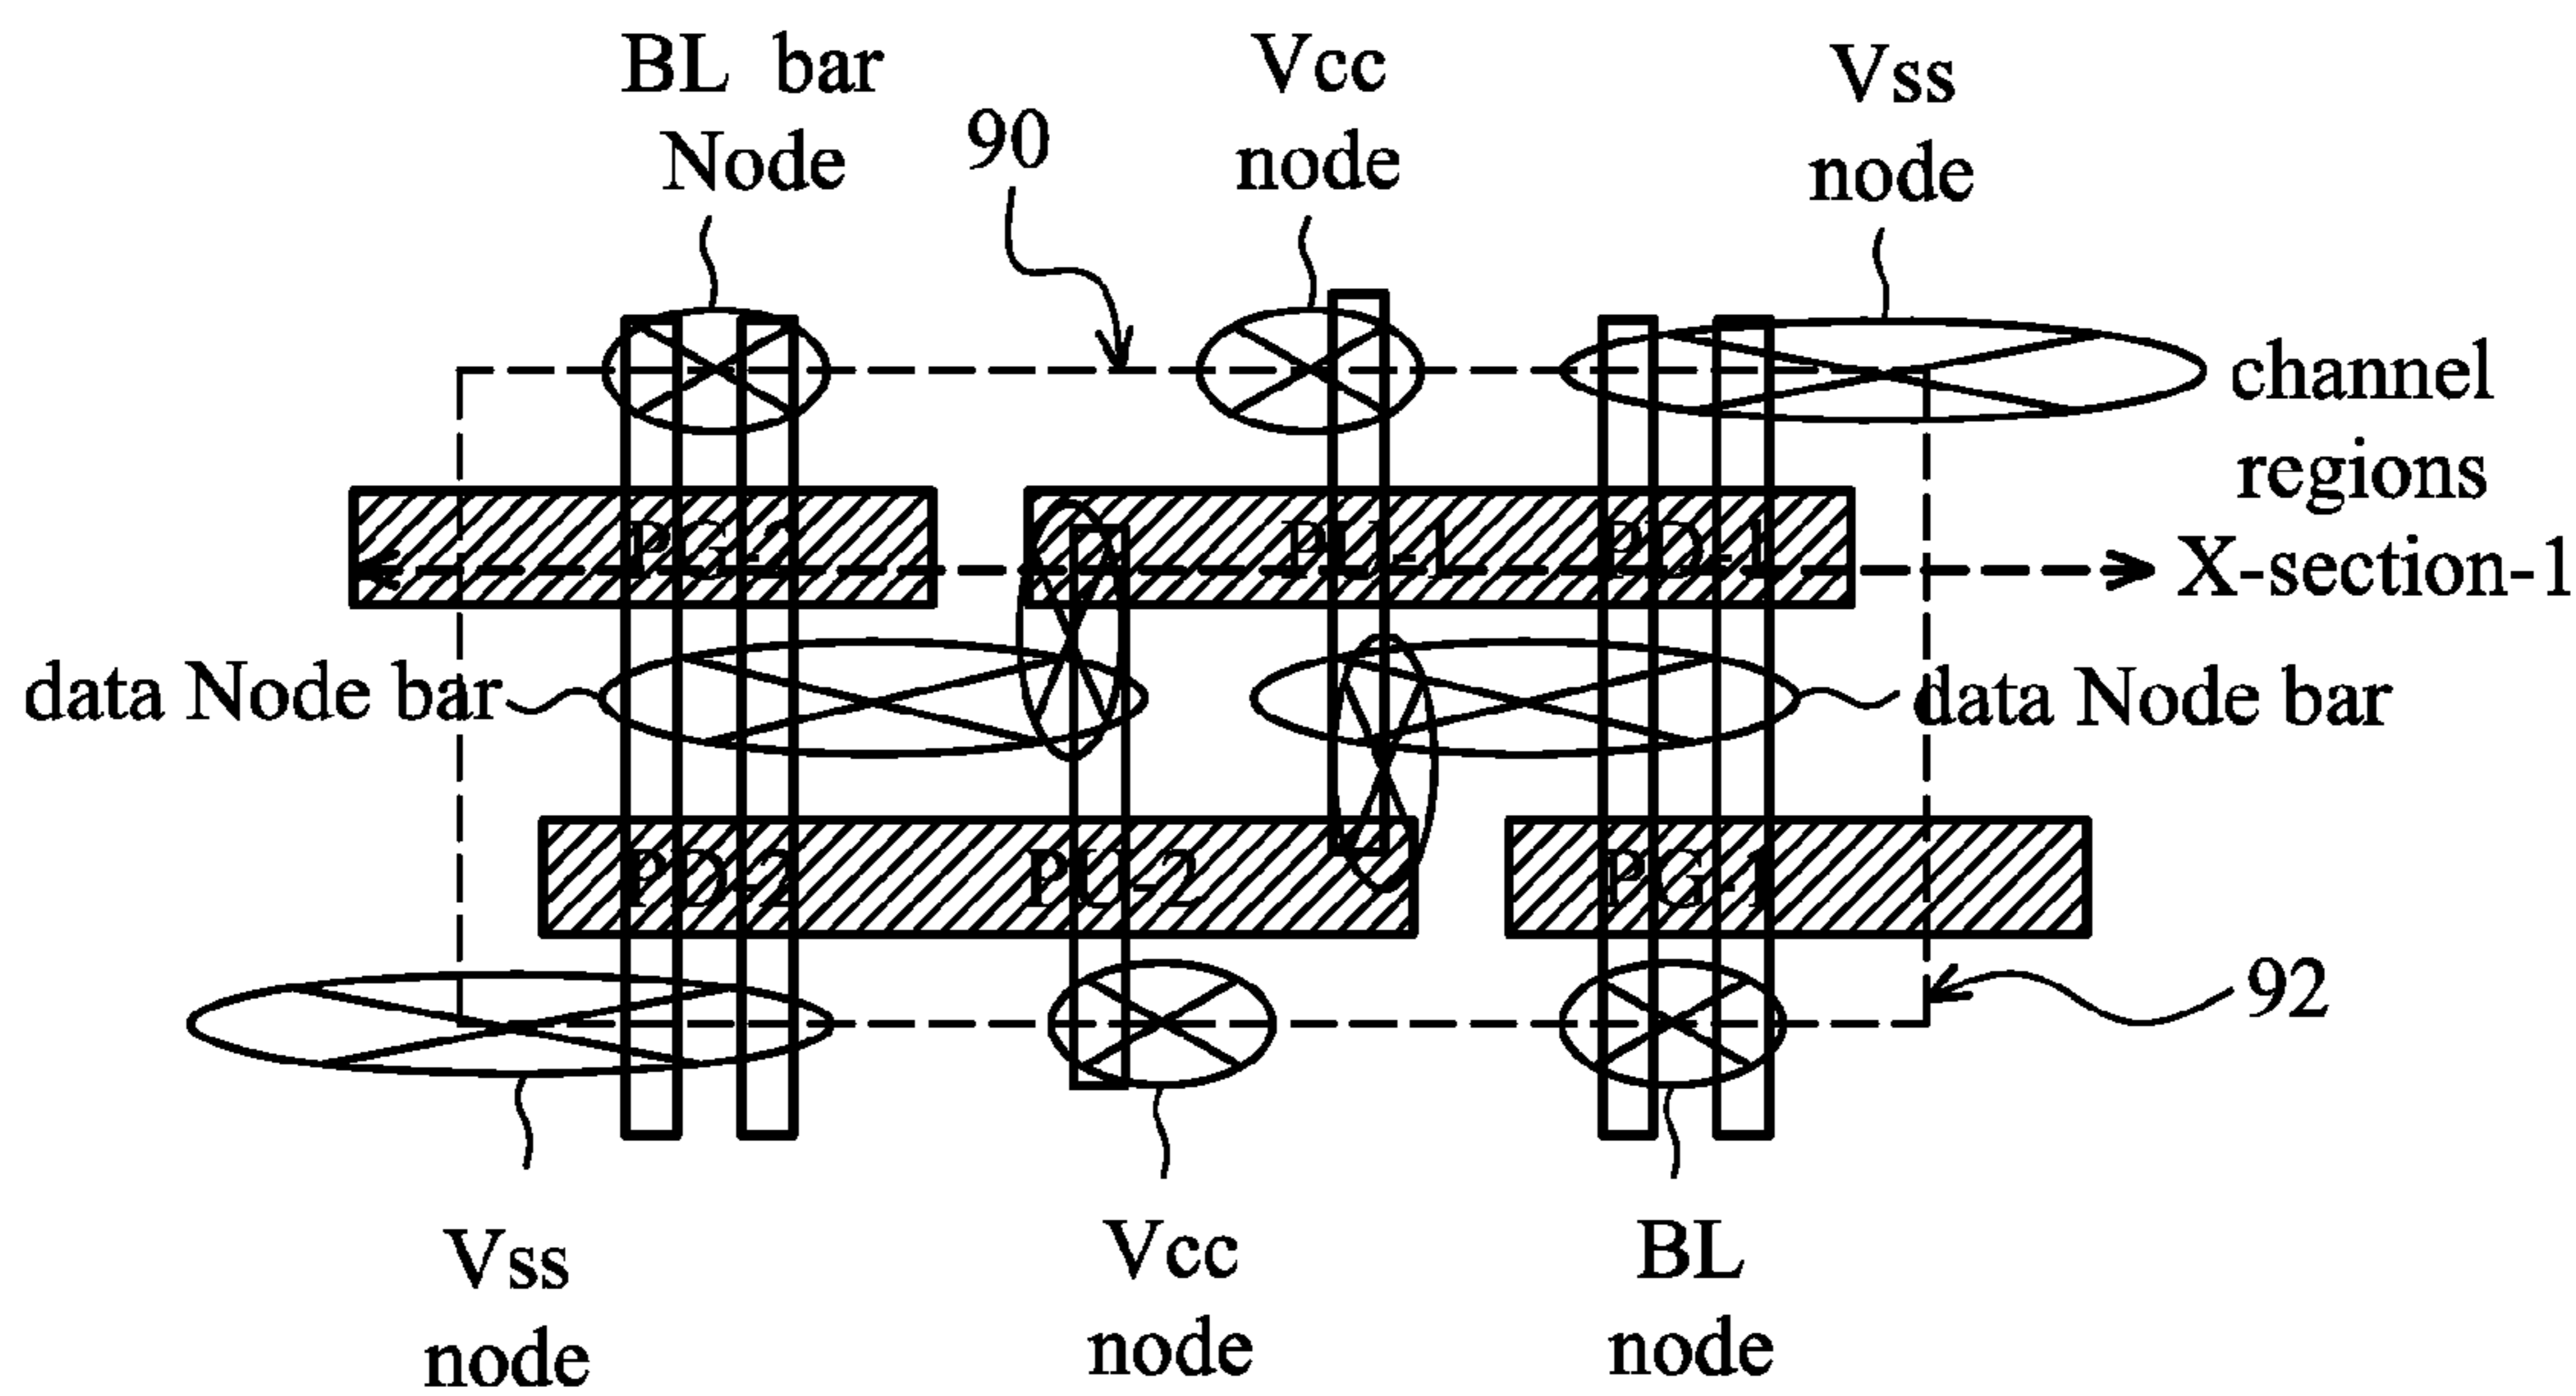 BL bar
Node
90
Vcc
node
Vss
node
channel
regions
X-section-1
PG-2
PU-1
PD-1
data Node bar
data Node bar
PD-2
PU-2
PG-1
92
Vss
node
Vcc
node
BL
node